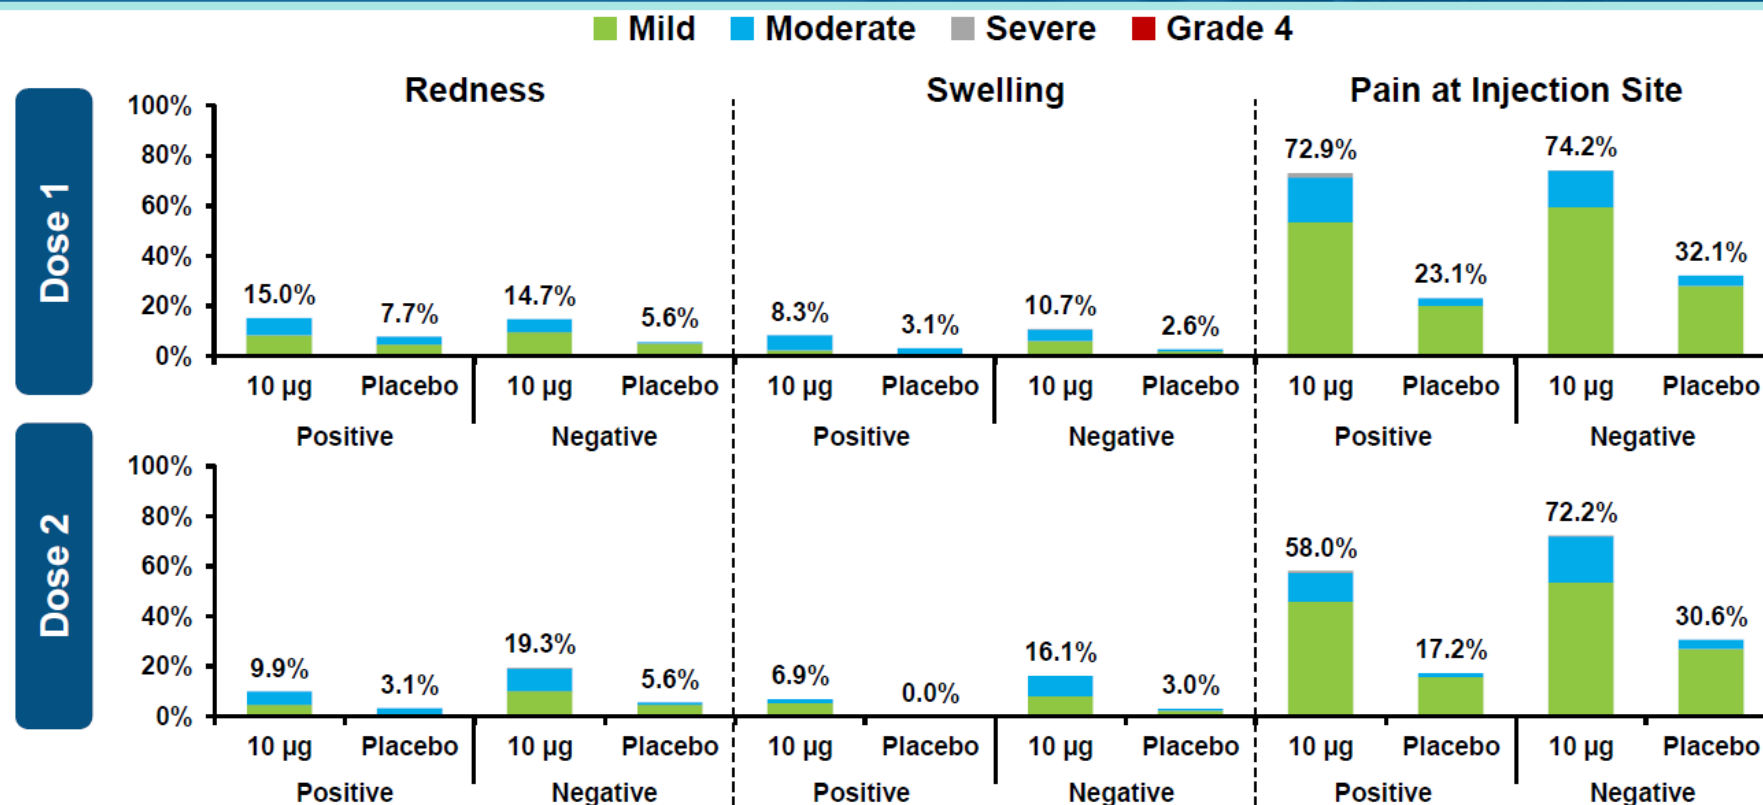 Mild Moderate Severe Grade 4
Redness Swelling Pain at Injection Site
Dose 1
100%
80%
60%
40%
20%
0%
15.0% 7.7% 14.7% 5.6% 8.3% 3.1% 10.7% 2.6% 72.9% 23.1% 74.2% 32.1%
10 µg Placebo 10 µg Placebo 10 µg Placebo 10 µg Placebo 10 µg Placebo 10 µg Placebo
Positive Negative Positive Negative Positive Negative
Dose 2
100%
80%
60%
40%
20%
0%
9.9% 3.1% 19.3% 5.6% 6.9% 0.0% 16.1% 3.0% 58.0% 17.2% 72.2% 30.6%
10 µg Placebo 10 µg Placebo 10 µg Placebo 10 µg Placebo 10 µg Placebo 10 µg Placebo
Positive Negative Positive Negative Positive Negative